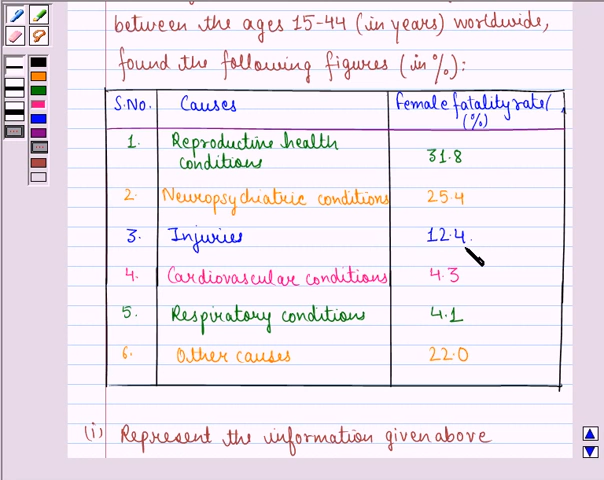 between the ages 15-44 (in years) worldwide,
found the following figures (in %):
S.No. Causes Female fatality rate/(%)
1. Reproductive health conditions 31.8
2. Neuropsychiatric conditions 25.4
3. Injuries 12.4
4. Cardiovascular conditions 4.3
5. Respiratory conditions 4.1
6. Other causes 22.0
(i) Represent the information given above